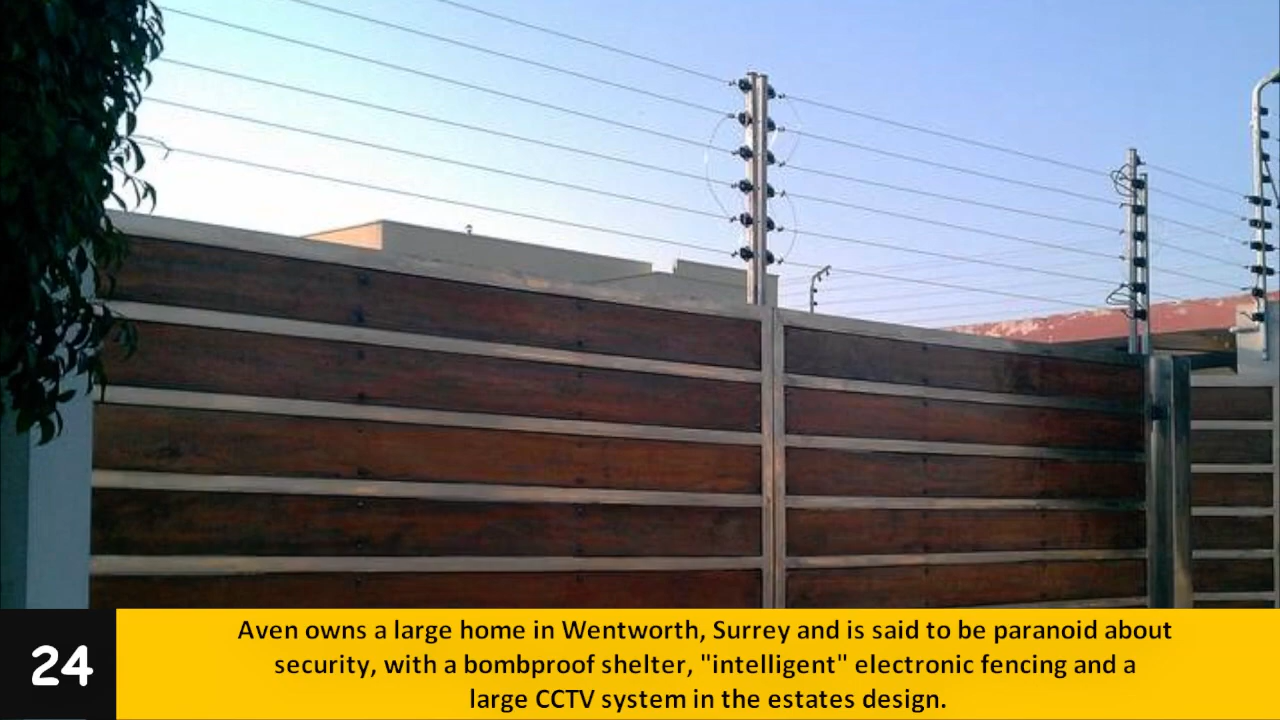 24
Aven owns a large home in Wentworth, Surrey and is said to be paranoid about
security, with a bombproof shelter, "intelligent" electronic fencing and a
large CCTV system in the estates design.